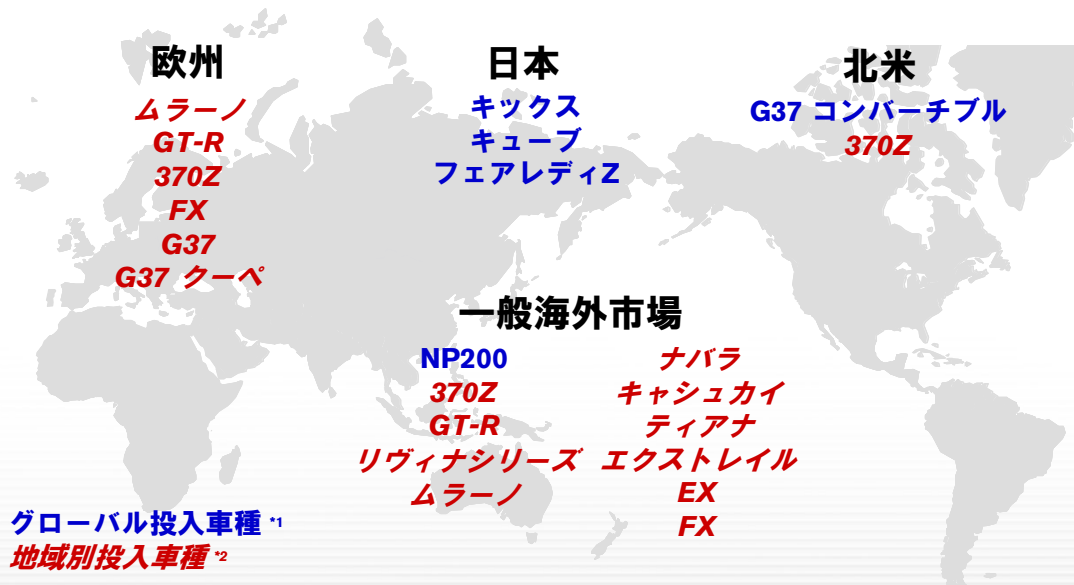 欧州
ムラーノ
GT-R
370Z
FX
G37
G37 クーペ
日本
キックス
キューブ
フェアレディZ
北米
G37 コンバーチブル
370Z
一般海外市場
NP200
370Z
GT-R
リヴィナシリーズ
ムラーノ
ナバラ
キャシュカイ
ティアナ
エクストレイル
EX
FX
グローバル投入車種 *1
地域別投入車種 *2